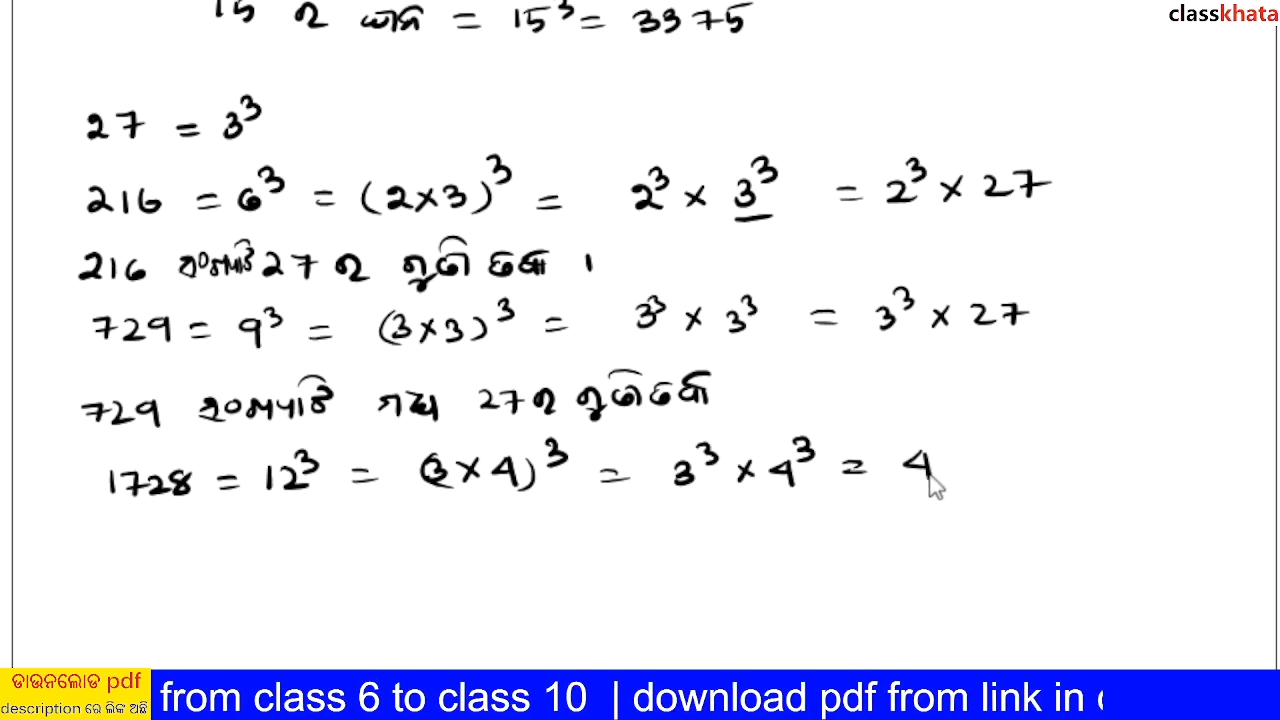 classkhata
15 ର ଘନ = 15³ = 3375
27 = 3³
216 = 6³ = (2×3)³ = 2³ × 3³ = 2³ × 27
216 ସଂଖ୍ୟାଟି 27 ର ଗୁଣିତକ ।
729 = 9³ = (3×3)³ = 3³ × 3³ = 3³ × 27
729 ସଂଖ୍ୟାଟି ମଧ୍ୟ 27 ର ଗୁଣିତକ
1728 = 12³ = (3×4)³ = 3³ × 4³ = 4
ଡାଉନଲୋଡ pdf
description ରେ ଲିଙ୍କ ଅଛି
from class 6 to class 10 | download pdf from link in